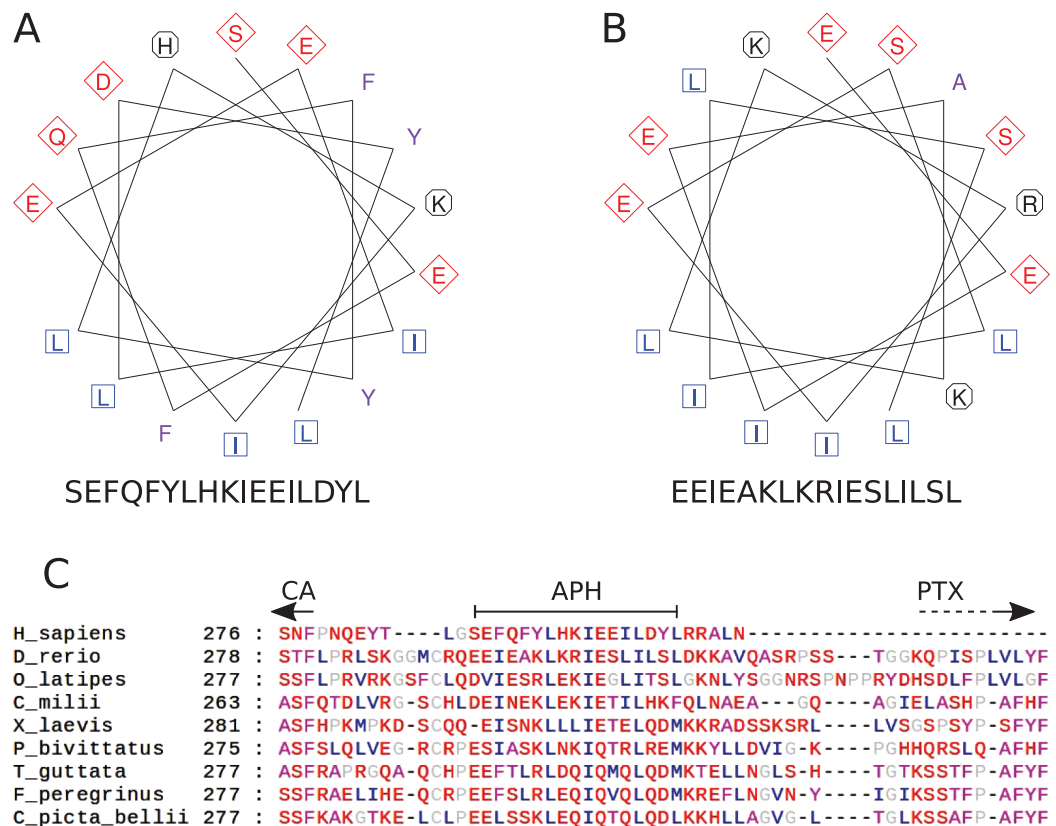 A
H S E
D F
Q Y
E K
E
L I
L Y
F I L
SEFQFYLHKIEEILDYL
B
K E S
L A
E S
E R
E
L L
I K
I I L
EEIEAKLKRIESLILSL
C
CA APH PTX
H_sapiens 276 : SNFPNQEYT----LGSEFQFYLHKIEEILDYLRRALN----------------------
D_rerio 278 : STFLPRLSKGGMCRQEEIEAKLKRIESLILSLDKKAVQASRPSS--TGGKQPISPLVLYF
O_latipes 277 : SSFLPRVRKGSFCLQDVIESRLEKIEGLITSLGKNLYSGGNRSPNPPRYDHSDLFPLVLGF
C_milii 263 : ASFQTDLVRG-SCHLDEINEKLEKIETILHKFQLNAEA---GQ--AGIELASHP-AFHF
X_laevis 281 : ASFHPKMPKD-SCQQ-EISNKLLLIETELQDMKKRADSSKSRL--LVSGSPSYP-SFYF
P_bivittatus 275 : ASFSLQLVEG-RCRPESIASKLNKIQTRLREMKKYLLDVIG-K----PGHHQRSLQ-AFHF
T_guttata 277 : ASFRAPRGQA-QCHPEEFTLRLDQIQMQLQDMKTELLNGLS-H----TGTKSSTFP-AFYF
F_peregrinus 277 : SSFRAELIHE-QCRPEEFSLRLEQIQVQLQDMKREFLNGVN-Y----IGIKSSTFP-AFYF
C_picta_bellii 277 : SSFKAKGTKE-LCLPEELSSKLEQIQTQLQDLKKHLLAGVG-L----TGKSSAFP-AFYF